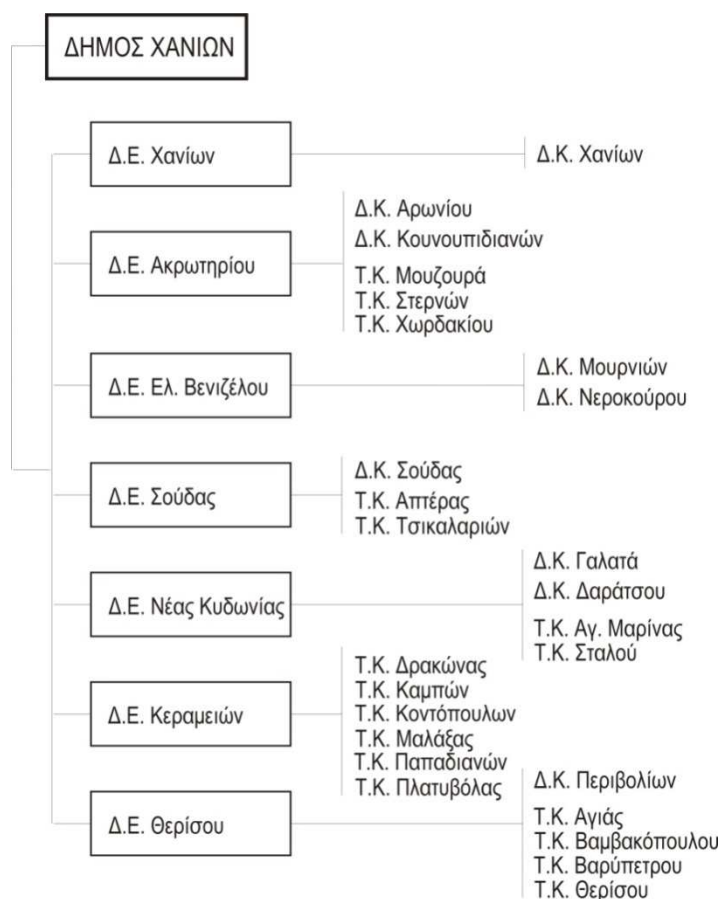 ΔΗΜΟΣ ΧΑΝΙΩΝ
Δ.Ε. Χανίων
Δ.Κ. Χανίων
Δ.Ε. Ακρωτηρίου
Δ.Κ. Αρωνίου
Δ.Κ. Κουνουπιδιανών
Τ.Κ. Μουζουρά
Τ.Κ. Στερνών
Τ.Κ. Χωρδακίου
Δ.Ε. Ελ. Βενιζέλου
Δ.Κ. Μουρνιών
Δ.Κ. Νεροκούρου
Δ.Ε. Σούδας
Δ.Κ. Σούδας
Τ.Κ. Απτέρας
Τ.Κ. Τσικαλαριών
Δ.Ε. Νέας Κυδωνίας
Δ.Κ. Γαλατά
Δ.Κ. Δαράτσου
Τ.Κ. Αγ. Μαρίνας
Τ.Κ. Σταλού
Δ.Ε. Κεραμειών
Τ.Κ. Δρακώνας
Τ.Κ. Καμπών
Τ.Κ. Κοντόπουλων
Τ.Κ. Μαλάξας
Τ.Κ. Παπαδιανών
Τ.Κ. Πλατυβόλας
Δ.Ε. Θερίσου
Δ.Κ. Περιβολίων
Τ.Κ. Αγιάς
Τ.Κ. Βαμβακόπουλου
Τ.Κ. Βαρύπετρου
Τ.Κ. Θερίσου